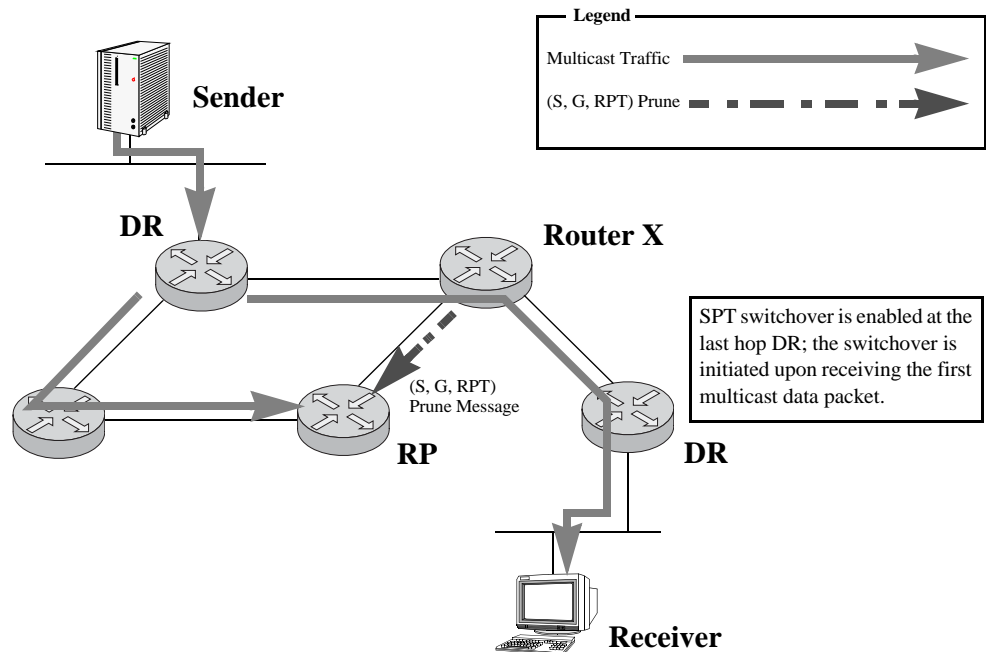 Legend
Multicast Traffic
(S, G, RPT) Prune
Sender
DR
Router X
SPT switchover is enabled at the
last hop DR; the switchover is
initiated upon receiving the first
multicast data packet.
(S, G, RPT)
Prune Message
RP
DR
Receiver